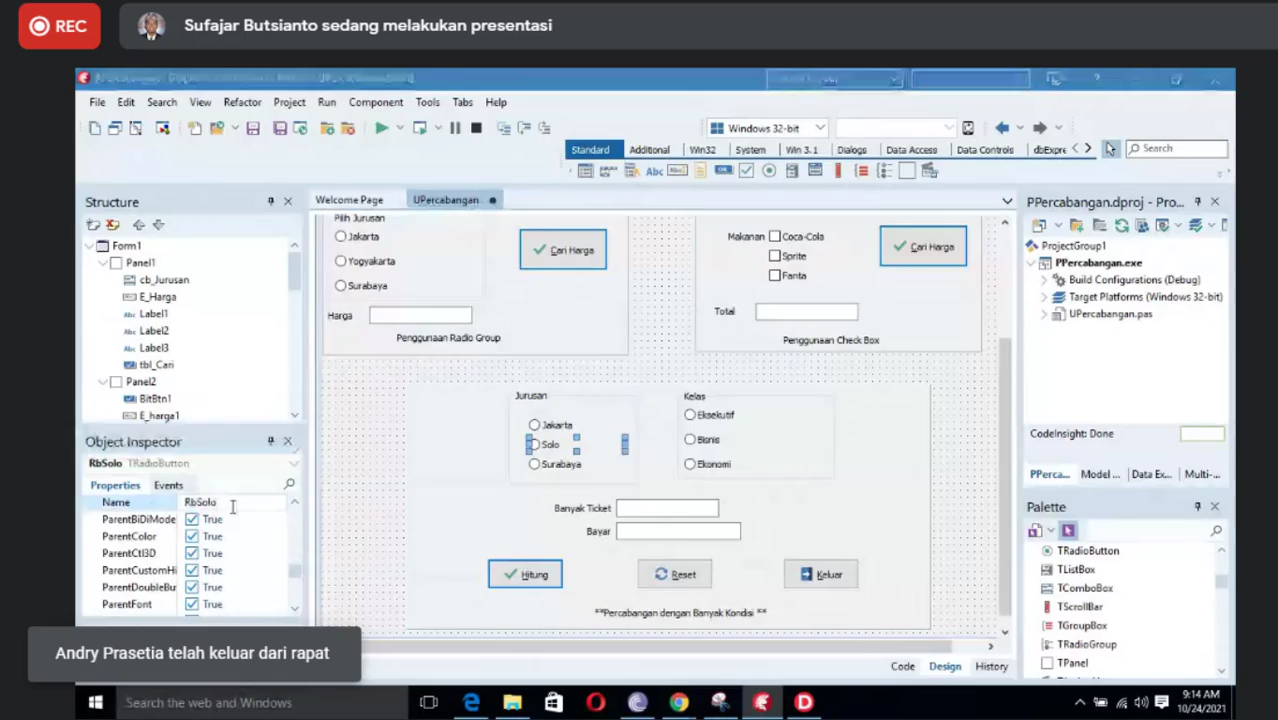 REC
Sufajar Butsianto sedang melakukan presentasi
File Edit Search View Refactor Project Run Component Tools Tabs Help
Windows 32-bit
Standard Additional Win32 System Win 3.1 Dialogs Data Access Data Controls dbExpre
Search
Structure
Form1
Panel1
cb_Jurusan
E_Harga
Label1
Label2
Label3
tbl_Cari
Panel2
BitBtn1
E_harga1
Object Inspector
RbSolo TRadioButton
Properties Events
Name RbSolo
ParentBiDiMode True
ParentColor True
ParentCtl3D True
ParentCustomHi True
ParentDoubleBu True
ParentFont True
Welcome Page UPercabangan
Pilih Jurusan
Jakarta
Yogyakarta
Surabaya
Cari Harga
Harga
Penggunaan Radio Group
Makanan Coca-Cola
Sprite
Fanta
Cari Harga
Total
Penggunaan Check Box
Jurusan
Jakarta
Solo
Surabaya
Kelas
Eksekutif
Bisnis
Ekonomi
Banyak Ticket
Bayar
Hitung Reset Keluar
**Percabangan dengan Banyak Kondisi **
Code Design History
PPercabangan.dproj - Pro...
ProjectGroup1
PPercabangan.exe
Build Configurations (Debug)
Target Platforms (Windows 32-bit)
UPercabangan.pas
CodeInsight: Done
PPerca... Model ... Data Ex... Multi-...
Palette
TRadioButton
TListBox
TComboBox
TScrollBar
TGroupBox
TRadioGroup
TPanel
Andry Prasetia telah keluar dari rapat
Search the web and Windows
9:14 AM
10/24/2021